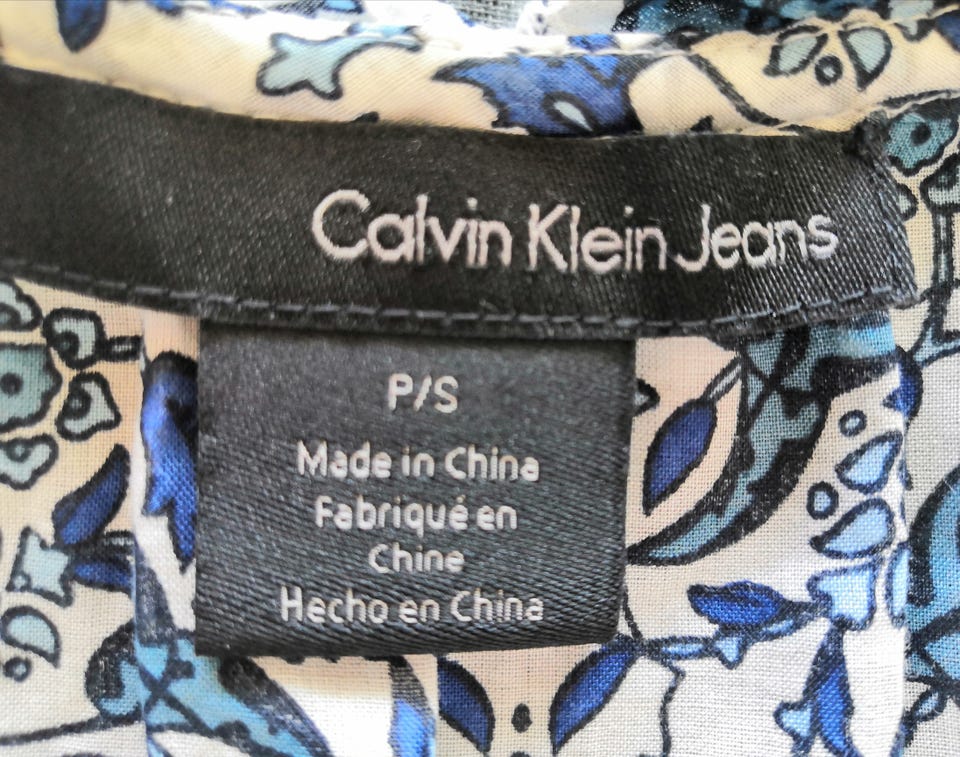 Calvin Klein Jeans
P/S
Made in China
Fabriqué en
Chine
Hecho en China